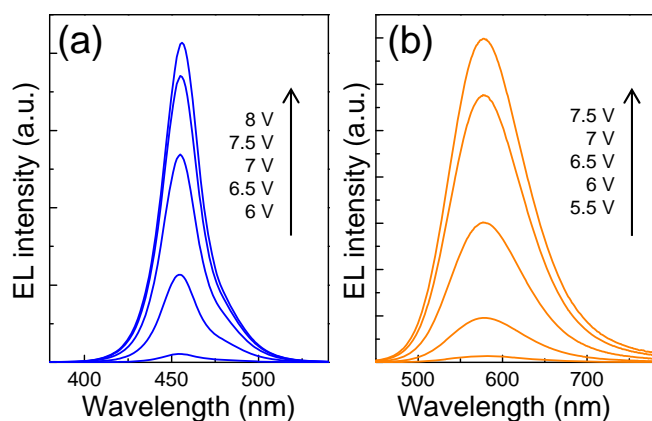 (a)
EL intensity (a.u.)
8 V
7.5 V
7 V
6.5 V
6 V
400 450 500
Wavelength (nm)
(b)
EL intensity (a.u.)
7.5 V
7 V
6.5 V
6 V
5.5 V
500 600 700
Wavelength (nm)